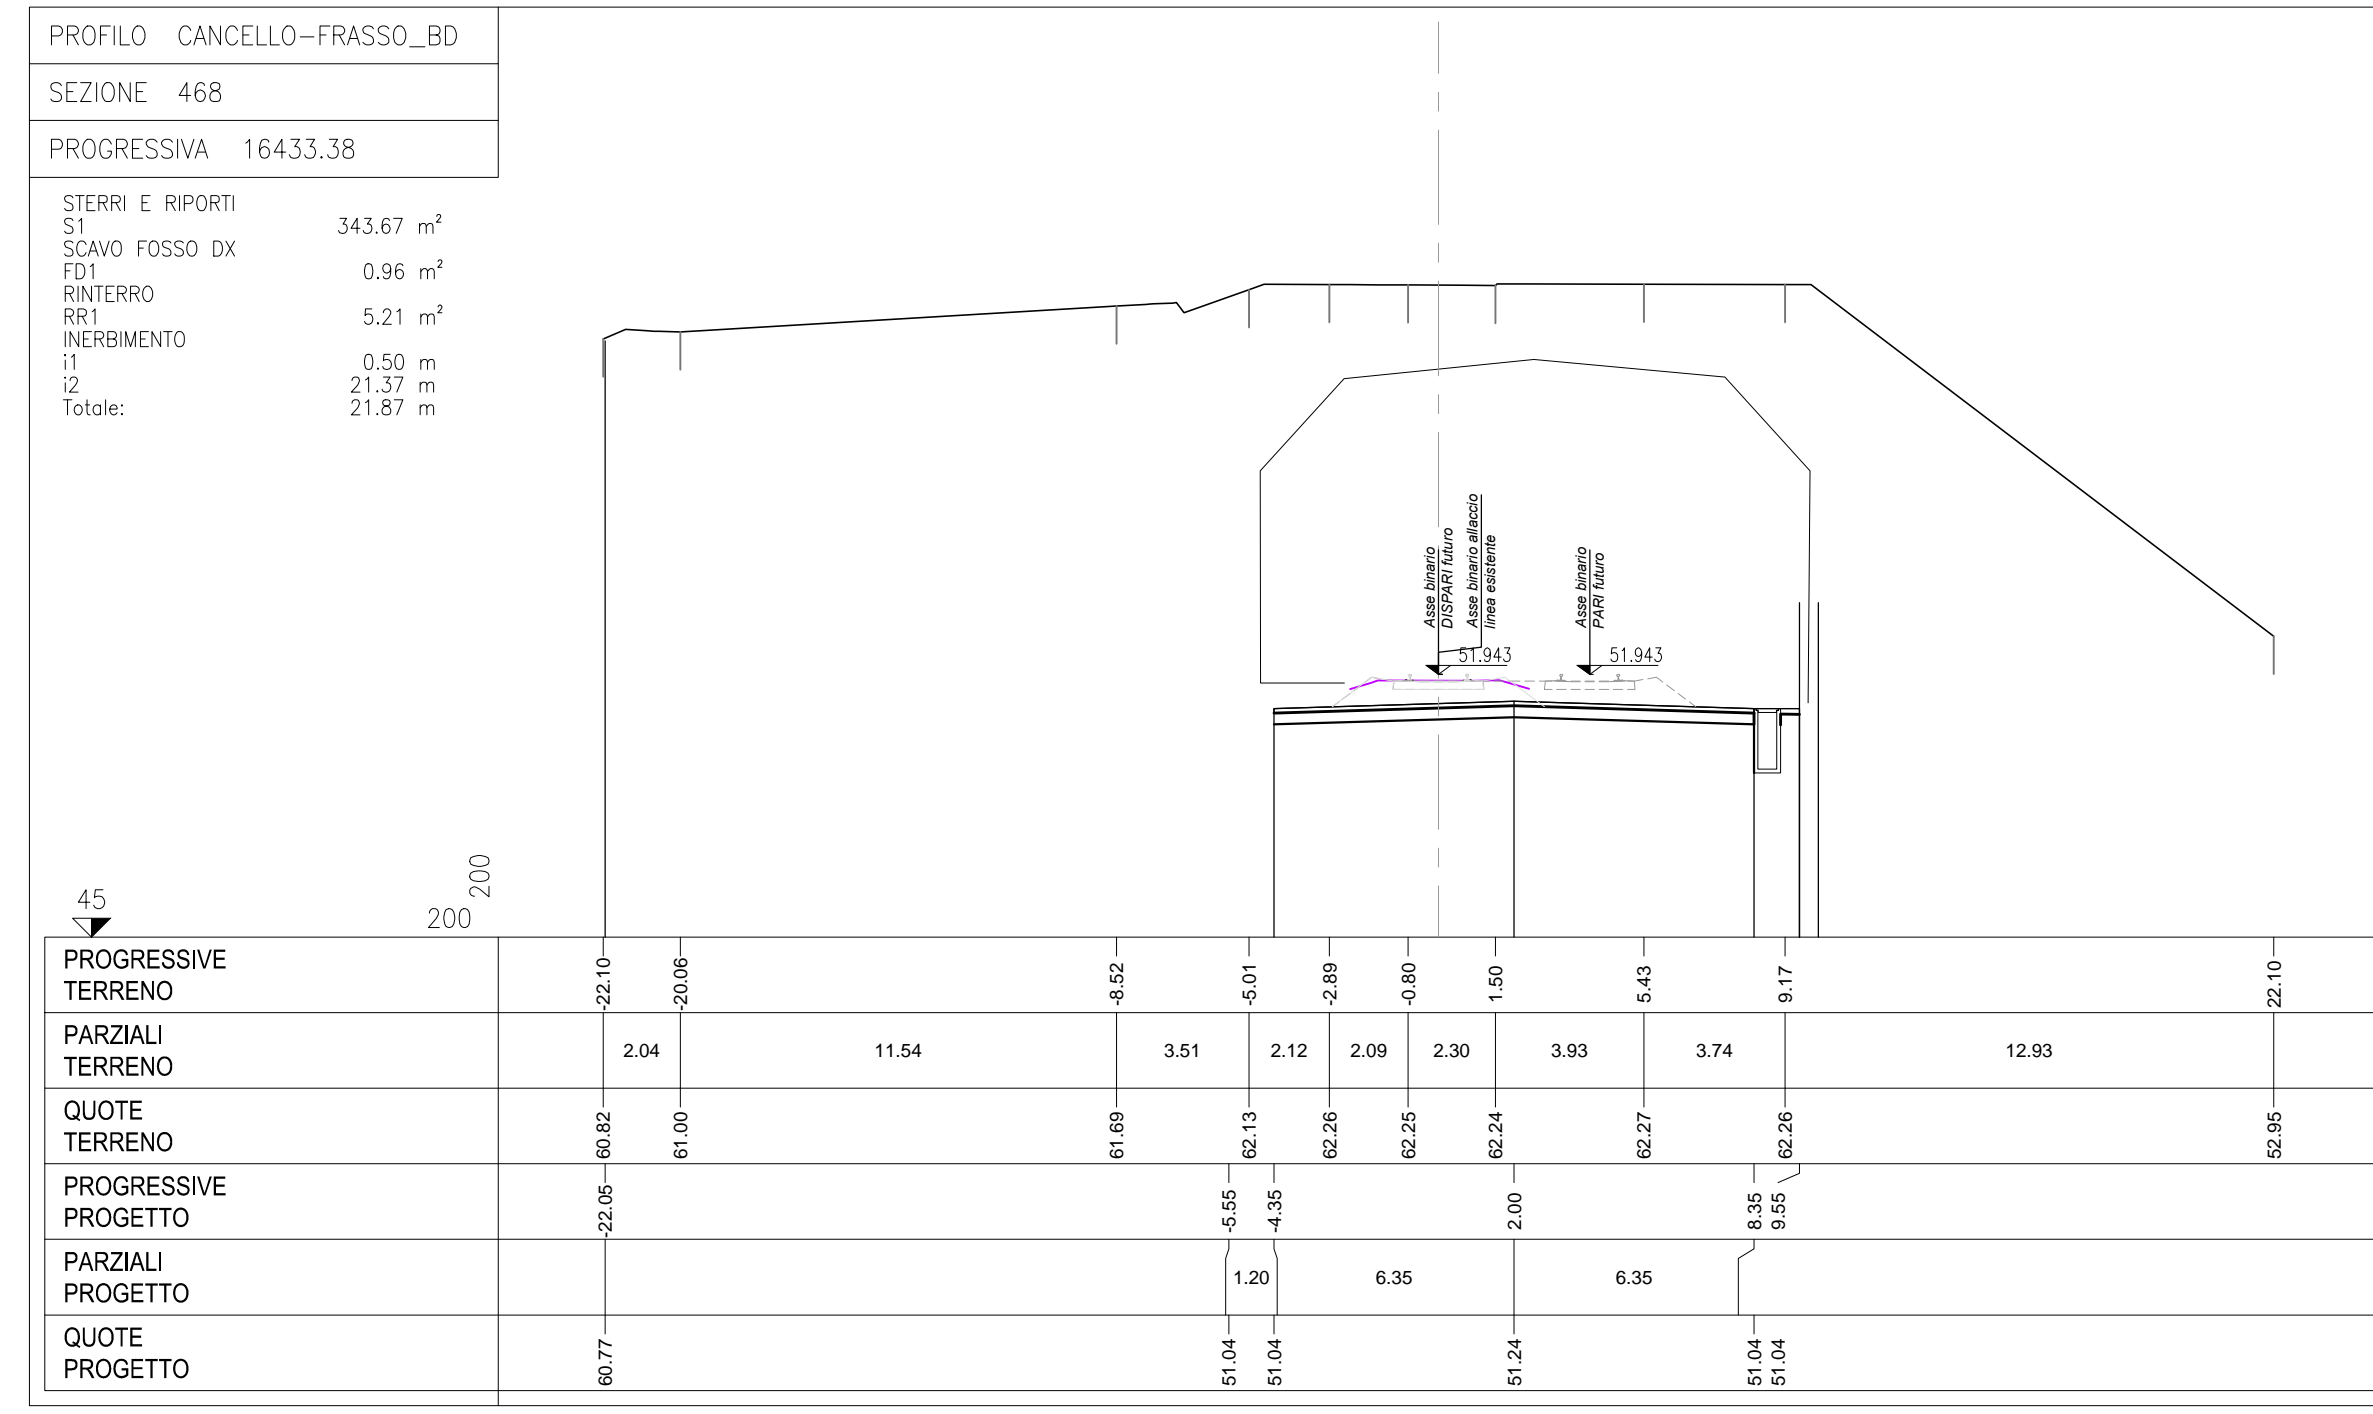 PROFILO CANCELLO-FRASSO_BD
SEZIONE 468
PROGRESSIVA 16433.38
STERRI E RIPORTI
S1 343.67 m²
SCAVO FOSSO DX
FD1 0.96 m²
RINTERRO
RR1 5.21 m²
INERBIMENTO
i1 0.50 m
i2 21.37 m
Totale: 21.87 m
Asse binario
DISPARI futuro
Asse binario allaccio
linea esistente
Asse binario
PARI futuro
51.943
51.943
45
200
200
PROGRESSIVE
TERRENO
-22.10 -20.06 -8.52 -5.01 -2.89 -0.80 1.50 5.43 9.17 22.10
PARZIALI
TERRENO
2.04 11.54 3.51 2.12 2.09 2.30 3.93 3.74 12.93
QUOTE
TERRENO
60.82 61.00 61.69 62.13 62.26 62.25 62.24 62.27 62.26 52.95
PROGRESSIVE
PROGETTO
-22.05 -5.55 -4.35 2.00 8.35 9.55
PARZIALI
PROGETTO
1.20 6.35 6.35
QUOTE
PROGETTO
60.77 51.04 51.04 51.24 51.04 51.04